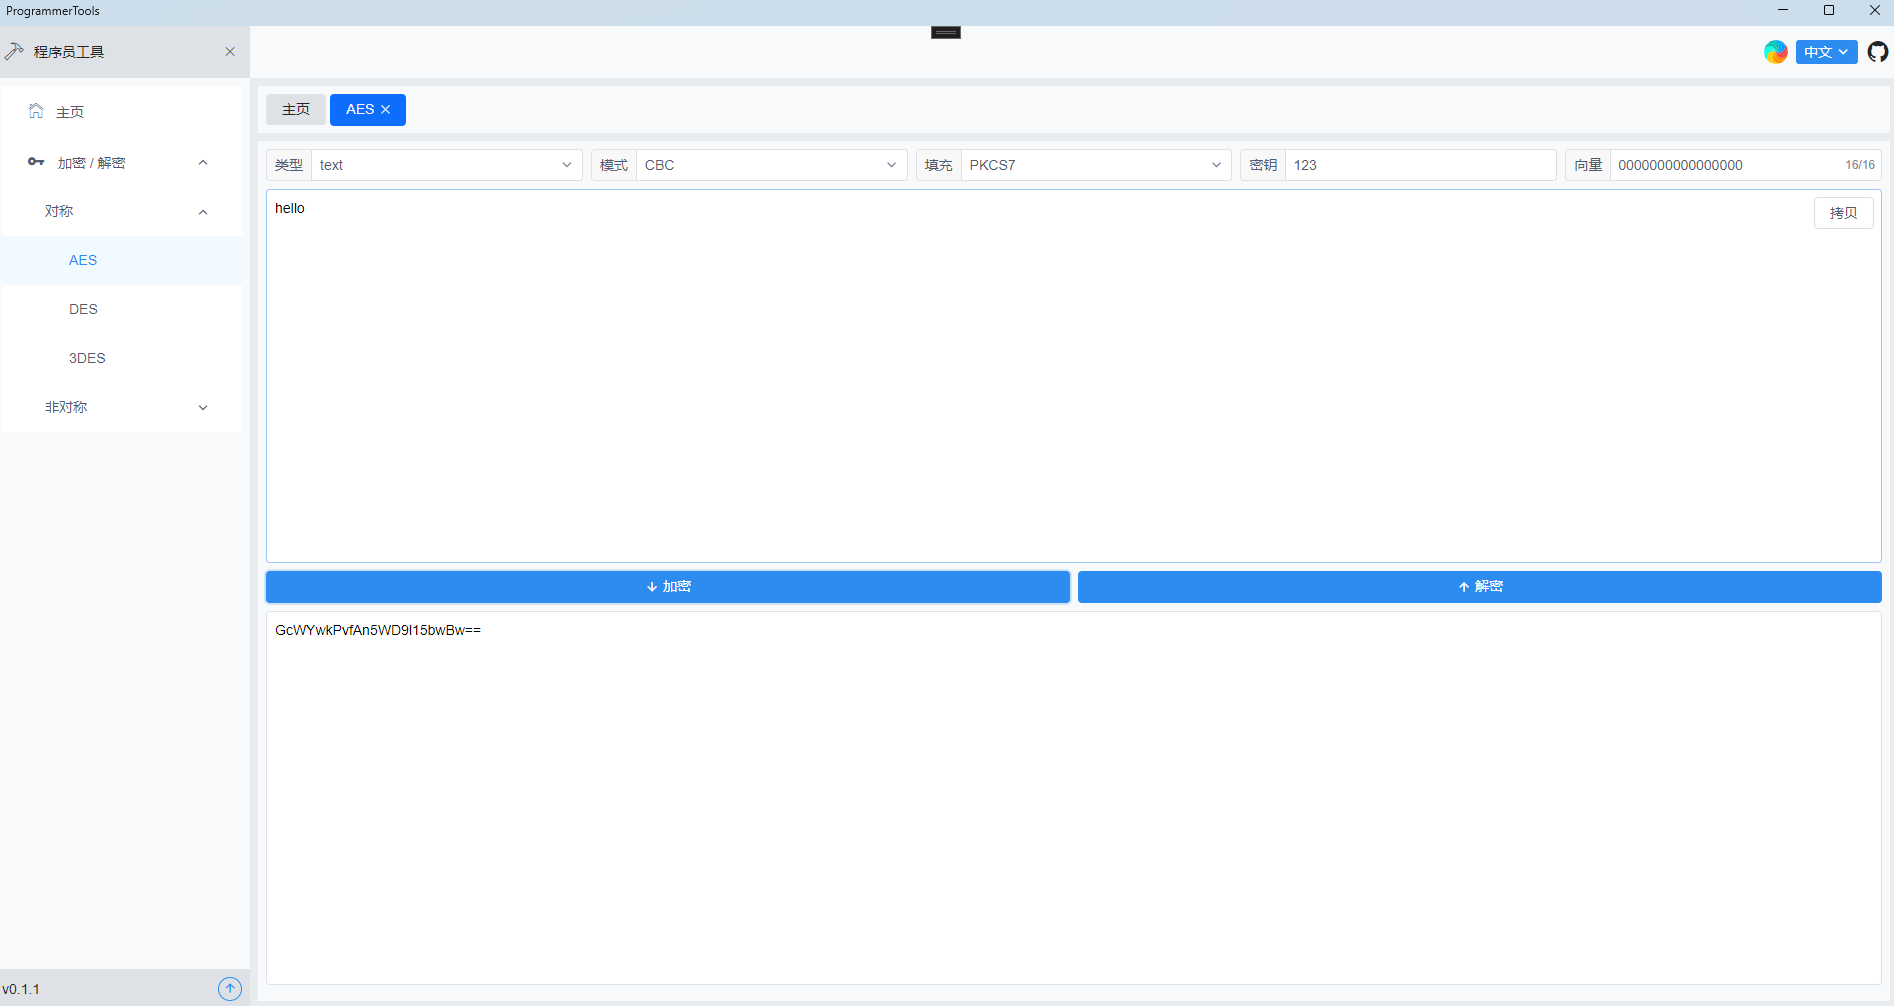 ProgrammerTools
程序员工具
中文
主页
加密 / 解密
对称
AES
DES
3DES
非对称
v0.1.1
主页 AES
类型 text 模式 CBC 填充 PKCS7 密钥 123 向量 0000000000000000 16/16
hello
拷贝
加密 解密
GcWYwkPvfAn5WD9I15bwBw==